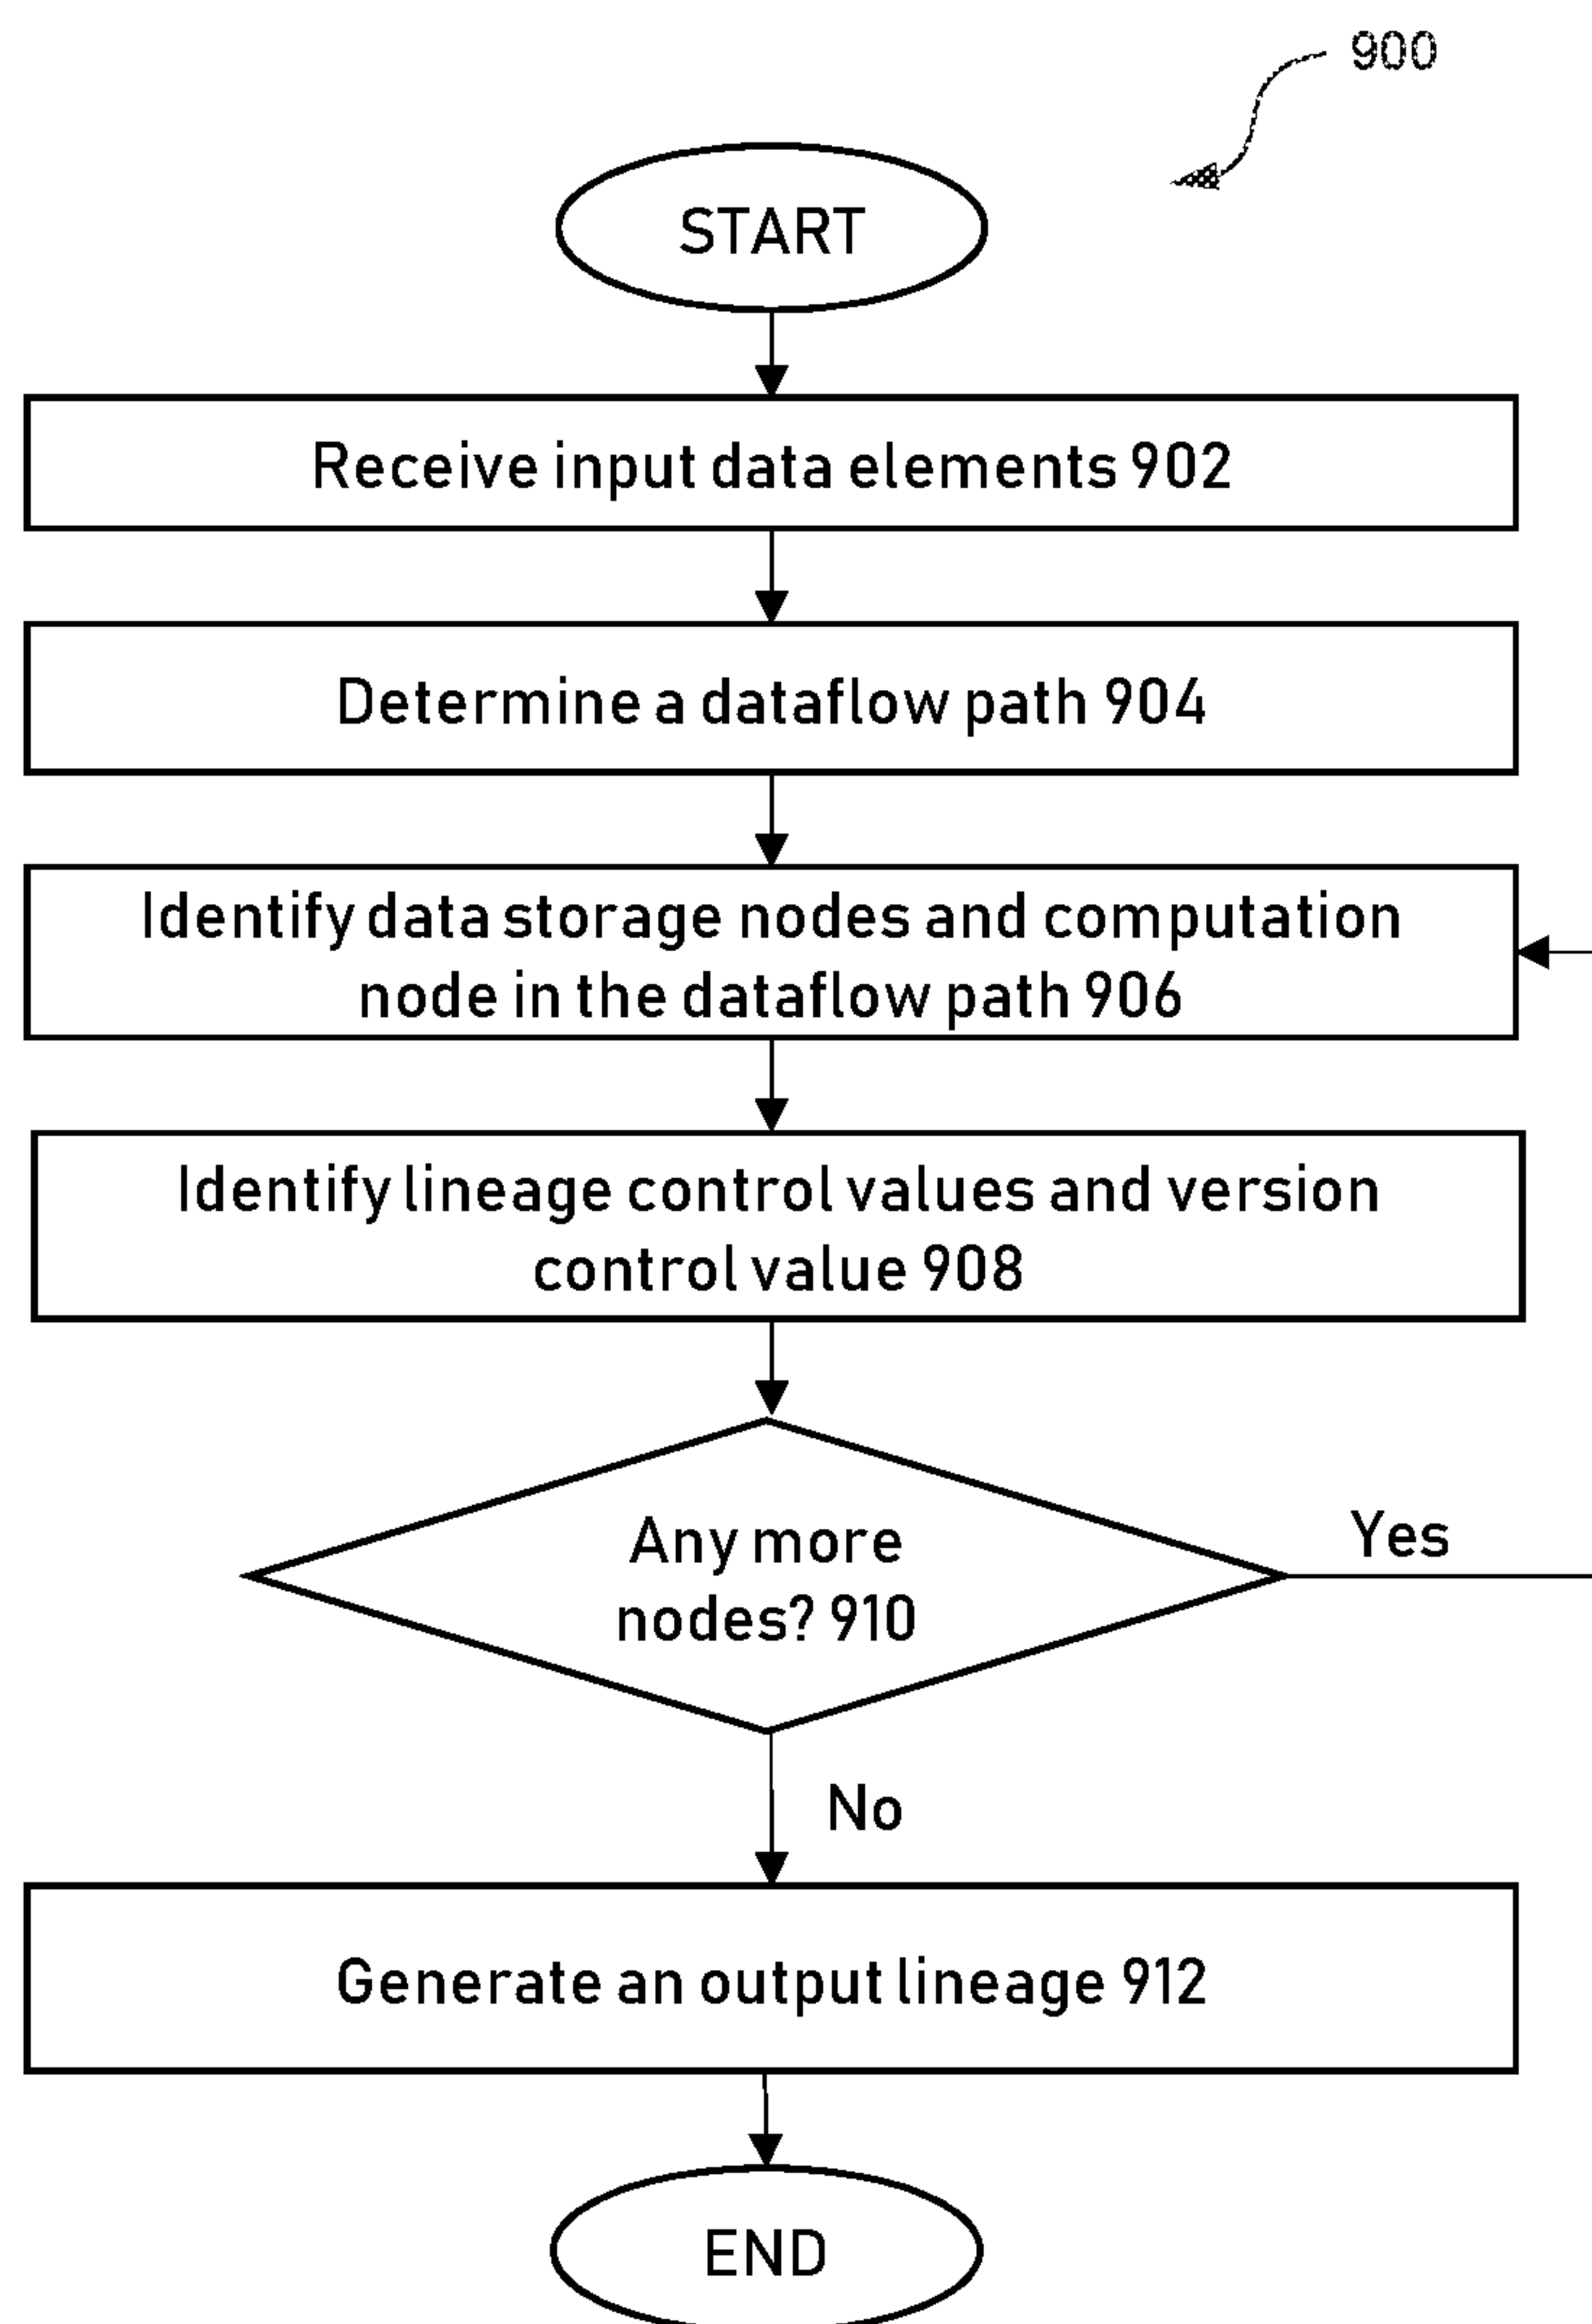 900
START
Receive input data elements 902
Determine a dataflow path 904
Identify data storage nodes and computation
node in the dataflow path 906
Identify lineage control values and version
control value 908
Any more
nodes? 910
Yes
No
Generate an output lineage 912
END